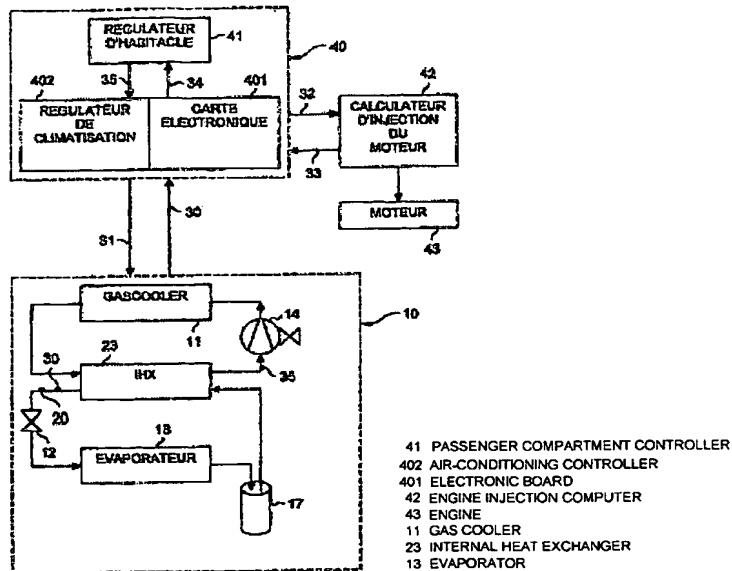 REGULATEUR
D'HABITACLE
41
40
35
34
402
401
REGULATEUR
DE
CLIMATISATION
CARTE
ELECTRONIQUE
S2
33
42
CALCULATEUR
D'INJECTION
DU
MOTEUR
MOTEUR
43
S1
30
GASCOOLER
11
14
10
23
IHX
35
30
20
12
13
EVAPORATEUR
17
41 PASSENGER COMPARTMENT CONTROLLER
402 AIR-CONDITIONING CONTROLLER
401 ELECTRONIC BOARD
42 ENGINE INJECTION COMPUTER
43 ENGINE
11 GAS COOLER
23 INTERNAL HEAT EXCHANGER
13 EVAPORATOR